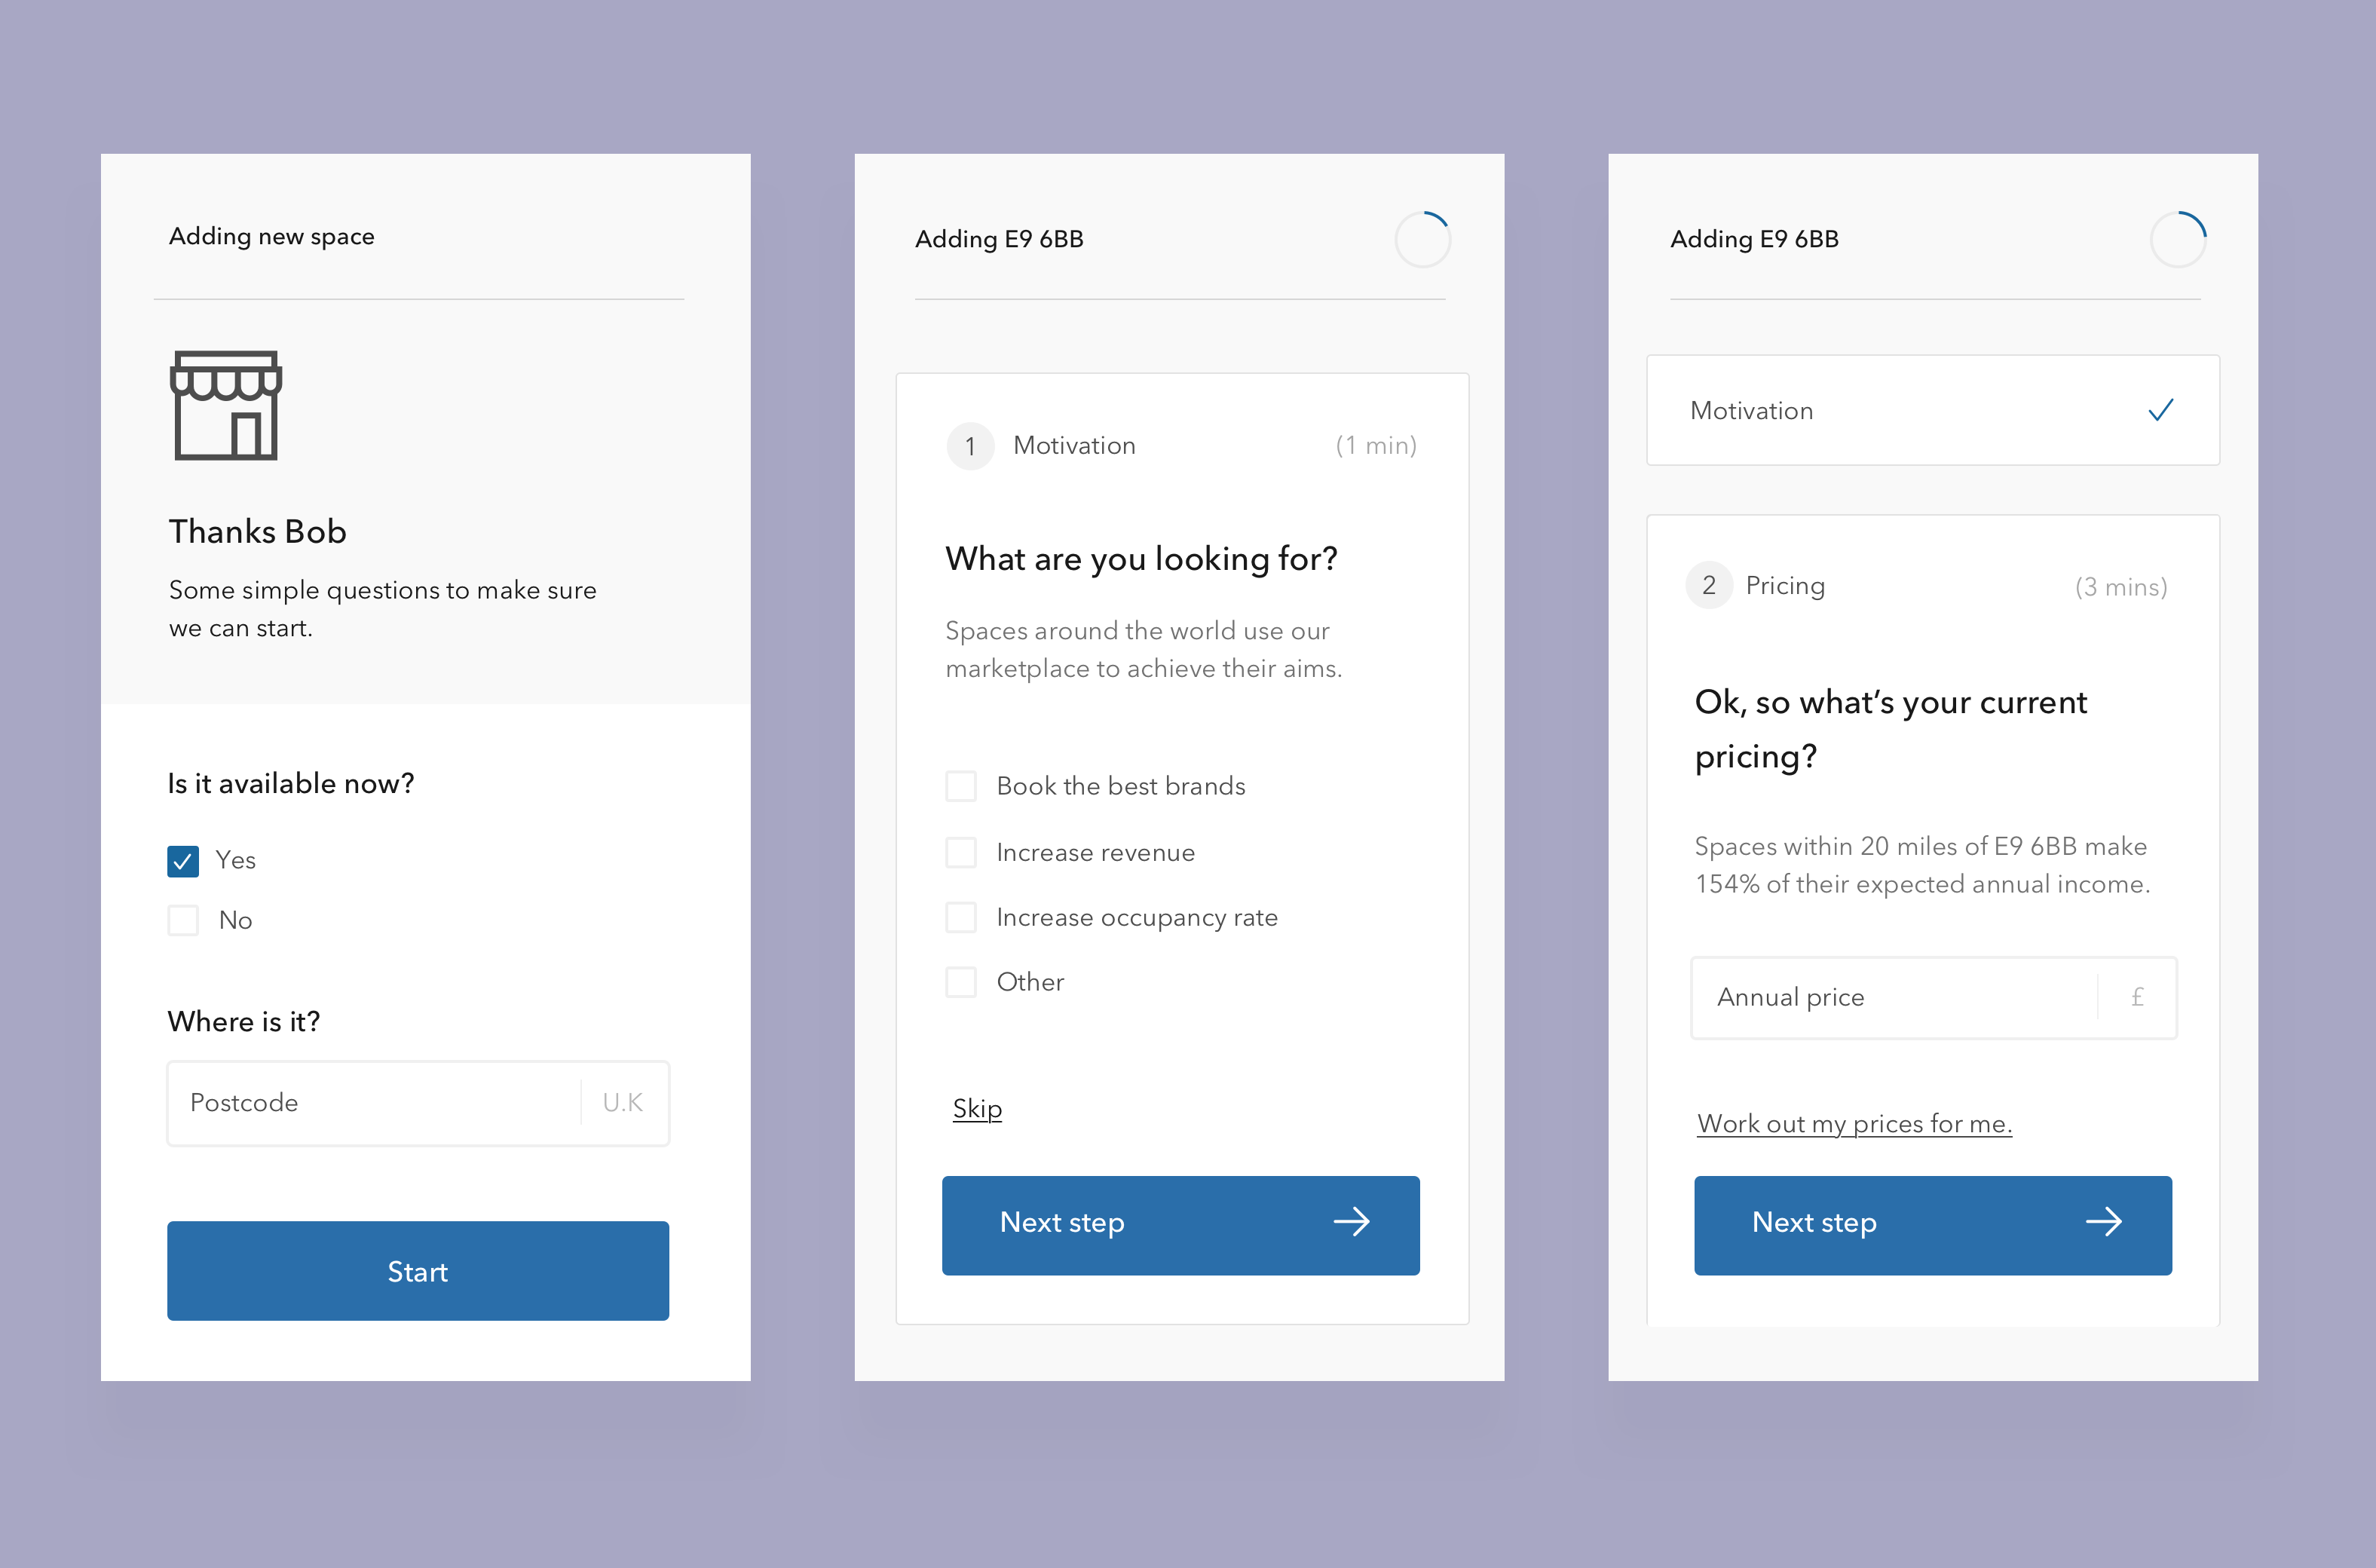 Adding new space
Thanks Bob
Some simple questions to make sure
we can start.
Is it available now?
Yes
No
Where is it?
Postcode U.K
Start
Adding E9 6BB
1 Motivation (1 min)
What are you looking for?
Spaces around the world use our
marketplace to achieve their aims.
Book the best brands
Increase revenue
Increase occupancy rate
Other
Skip
Next step
Adding E9 6BB
Motivation
2 Pricing (3 mins)
Ok, so what’s your current
pricing?
Spaces within 20 miles of E9 6BB make
154% of their expected annual income.
Annual price £
Work out my prices for me.
Next step